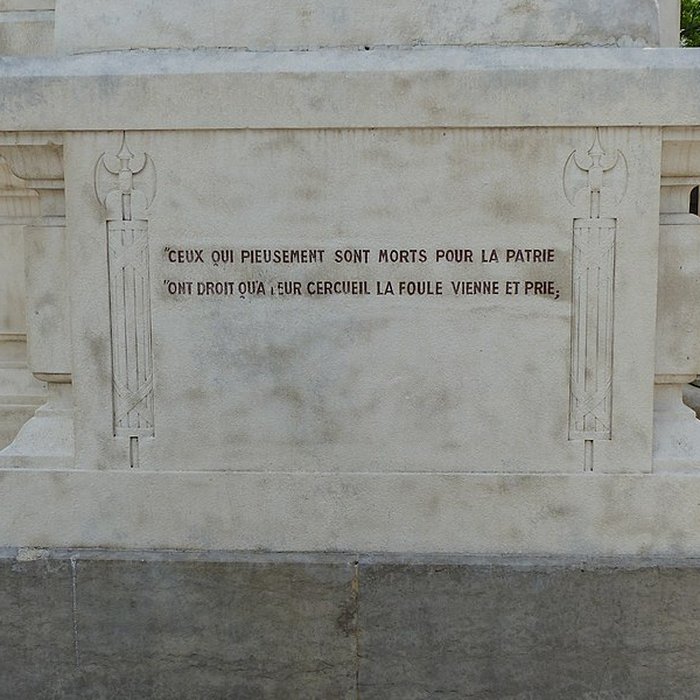 "CEUX QUI PIEUSEMENT SONT MORTS POUR LA PATRIE
"ONT DROIT QU'A LEUR CERCUEIL LA FOULE VIENNE ET PRIE;